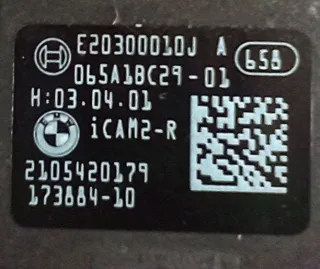 E20300010J A 658
065A1BC29-01
H:03.04.01
iCAM2-R
2105420179
173884-10